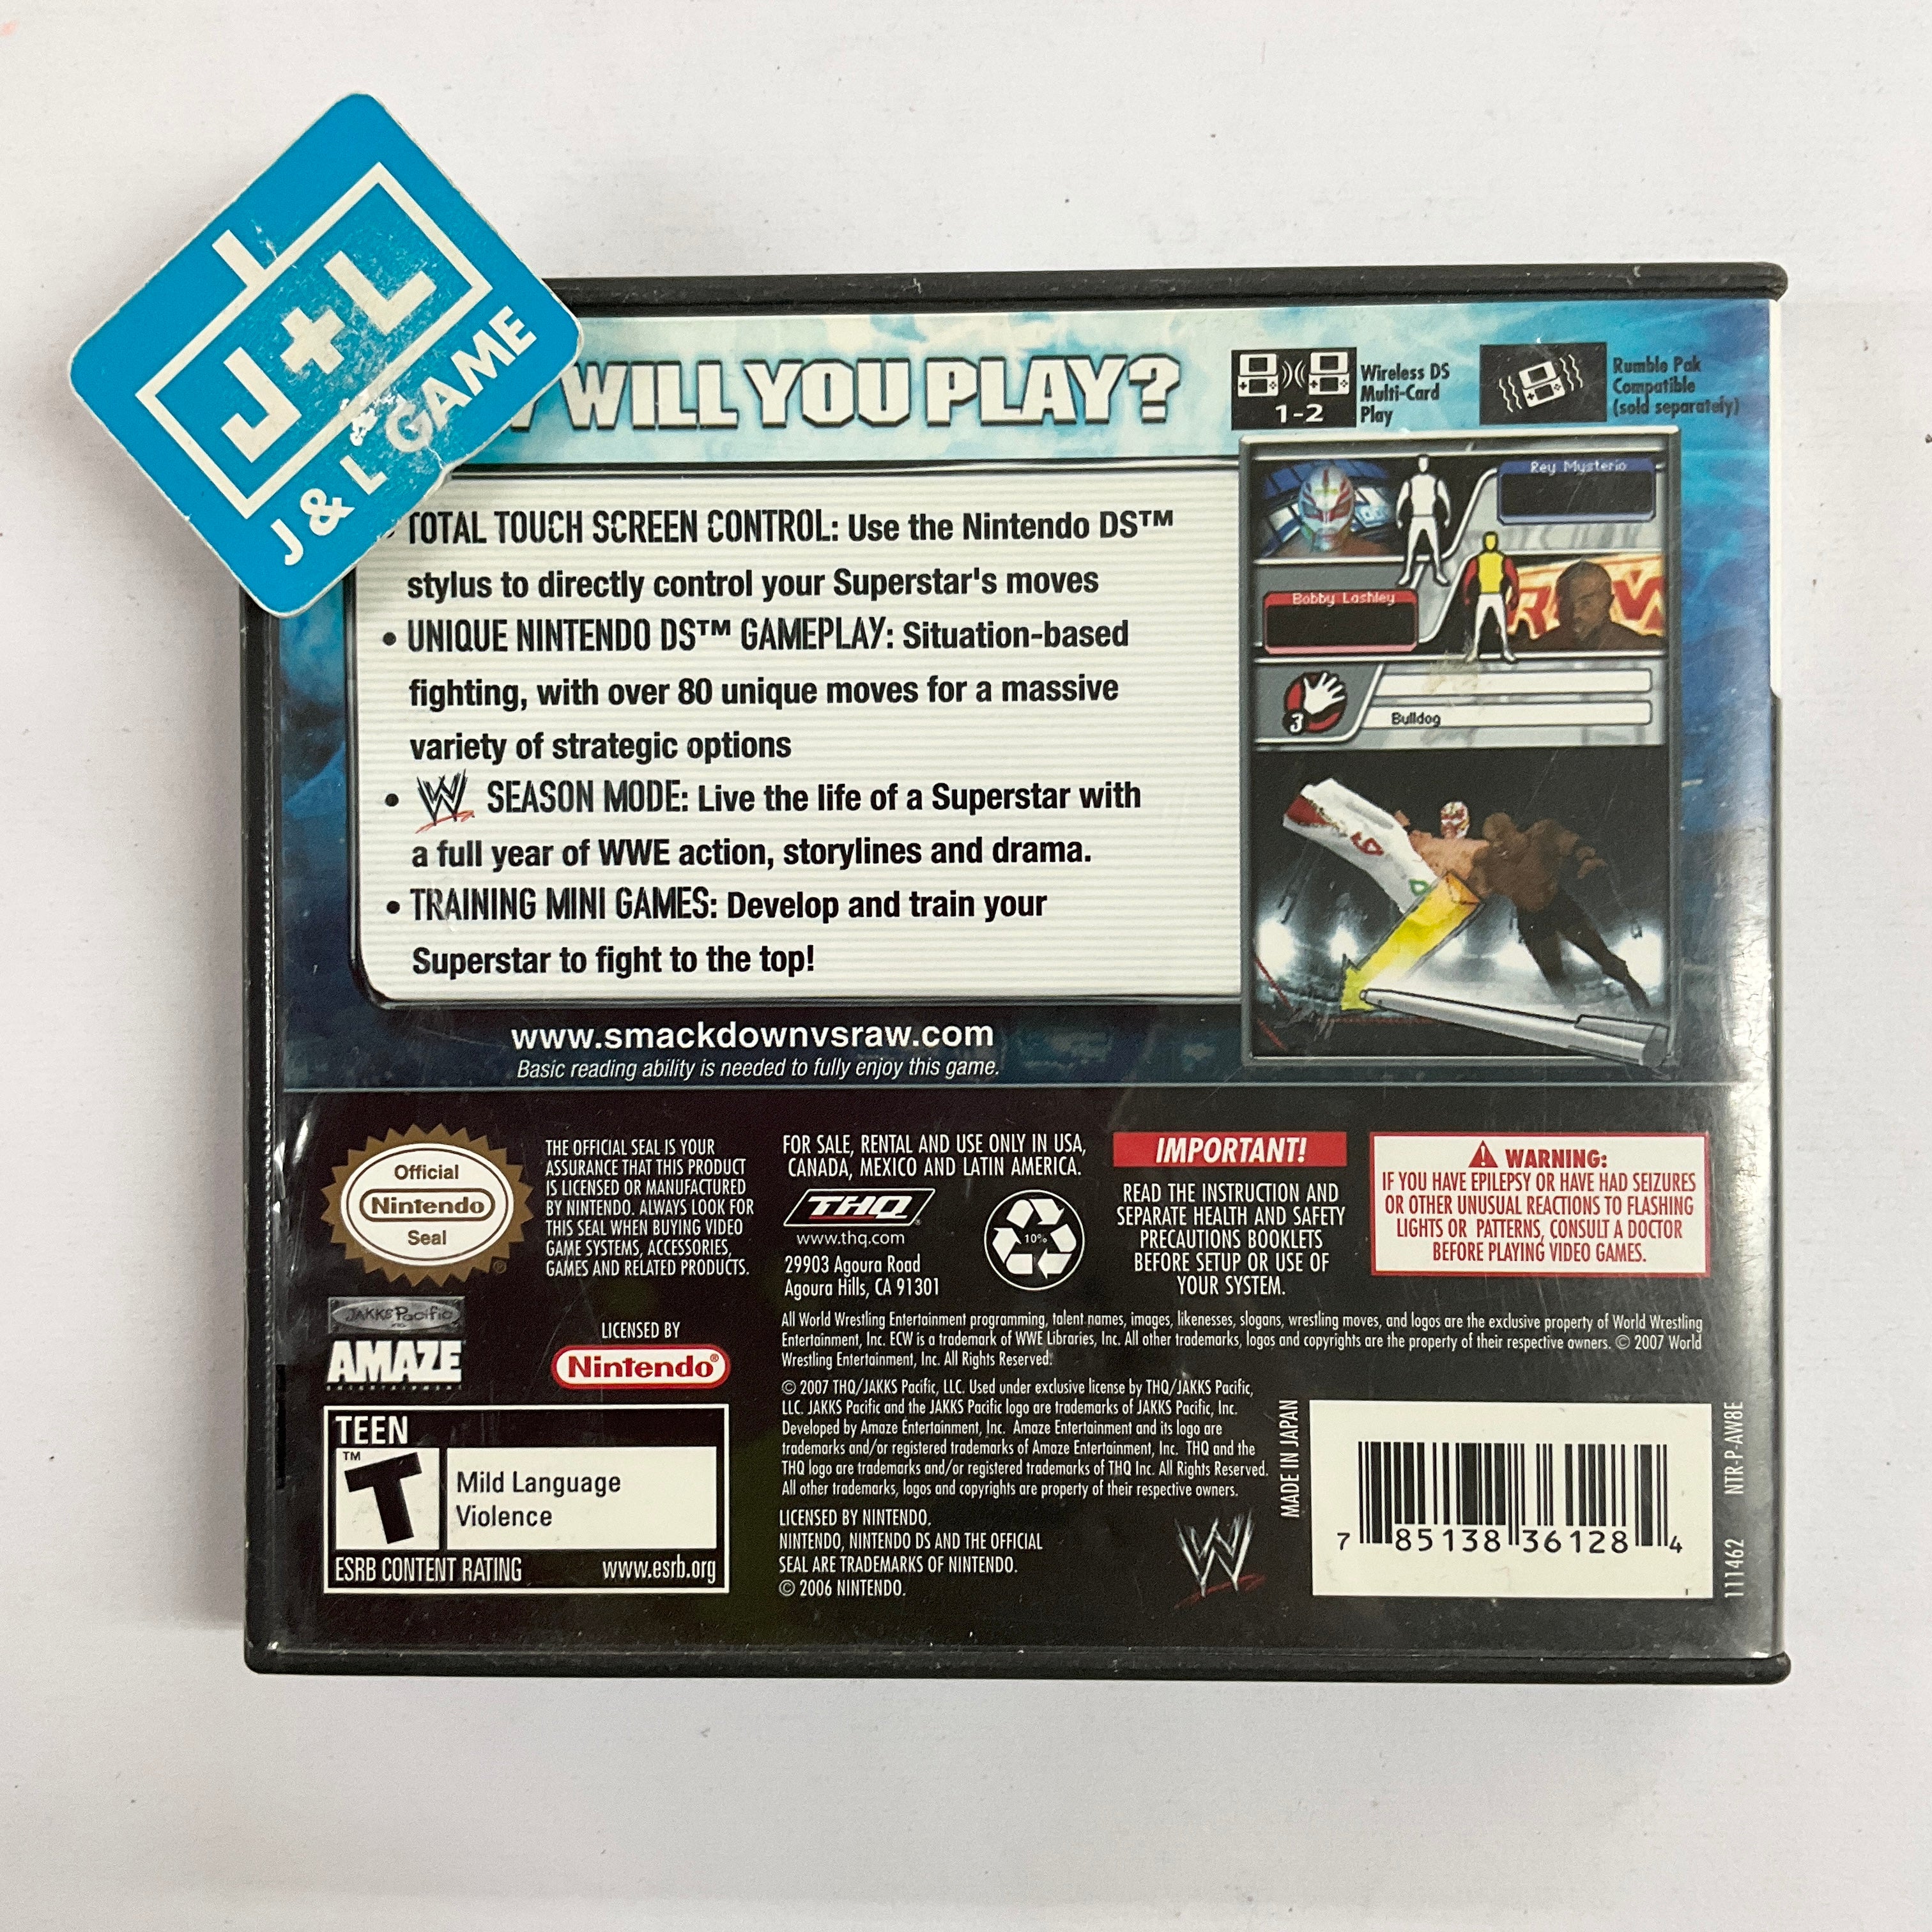 J+L
J & L GAME
WILL YOU PLAY?
1-2
Wireless DS
Multi-Card
Play
Rumble Pak
Compatible
(sold separately)
• TOTAL TOUCH SCREEN CONTROL: Use the Nintendo DS™
stylus to directly control your Superstar's moves
• UNIQUE NINTENDO DS™ GAMEPLAY: Situation-based
fighting, with over 80 unique moves for a massive
variety of strategic options
• W SEASON MODE: Live the life of a Superstar with
a full year of WWE action, storylines and drama.
• TRAINING MINI GAMES: Develop and train your
Superstar to fight to the top!
Rey Mysterio
Bobby Lashley
3
Bulldog
www.smackdownvsraw.com
Basic reading ability is needed to fully enjoy this game.
Official
Nintendo
Seal
®
THE OFFICIAL SEAL IS YOUR
ASSURANCE THAT THIS PRODUCT
IS LICENSED OR MANUFACTURED
BY NINTENDO. ALWAYS LOOK FOR
THIS SEAL WHEN BUYING VIDEO
GAME SYSTEMS, ACCESSORIES,
GAMES AND RELATED PRODUCTS.
FOR SALE, RENTAL AND USE ONLY IN USA,
CANADA, MEXICO AND LATIN AMERICA.
THQ®
www.thq.com
29903 Agoura Road
Agoura Hills, CA 91301
10%
IMPORTANT!
READ THE INSTRUCTION AND
SEPARATE HEALTH AND SAFETY
PRECAUTIONS BOOKLETS
BEFORE SETUP OR USE OF
YOUR SYSTEM.
WARNING:
IF YOU HAVE EPILEPSY OR HAVE HAD SEIZURES
OR OTHER UNUSUAL REACTIONS TO FLASHING
LIGHTS OR PATTERNS, CONSULT A DOCTOR
BEFORE PLAYING VIDEO GAMES.
JAKKS Pacific
AMAZE
ENTERTAINMENT
LICENSED BY
Nintendo®
All World Wrestling Entertainment programming, talent names, images, likenesses, slogans, wrestling moves, and logos are the exclusive property of World Wrestling
Entertainment, Inc. ECW is a trademark of WWE Libraries, Inc. All other trademarks, logos and copyrights are the property of their respective owners. © 2007 World
Wrestling Entertainment, Inc. All Rights Reserved.
© 2007 THQ/JAKKS Pacific, LLC. Used under exclusive license by THQ/JAKKS Pacific,
LLC. JAKKS Pacific and the JAKKS Pacific logo are trademarks of JAKKS Pacific, Inc.
Developed by Amaze Entertainment, Inc. Amaze Entertainment and its logo are
trademarks and/or registered trademarks of Amaze Entertainment, Inc. THQ and the
THQ logo are trademarks and/or registered trademarks of THQ Inc. All Rights Reserved.
All other trademarks, logos and copyrights are property of their respective owners.
LICENSED BY NINTENDO.
NINTENDO, NINTENDO DS AND THE OFFICIAL
SEAL ARE TRADEMARKS OF NINTENDO.
© 2006 NINTENDO.
TEEN
T
™
Mild Language
Violence
ESRB CONTENT RATING www.esrb.org
W
MADE IN JAPAN
7 85138 36128 4
111462 NTR-P-AW8E